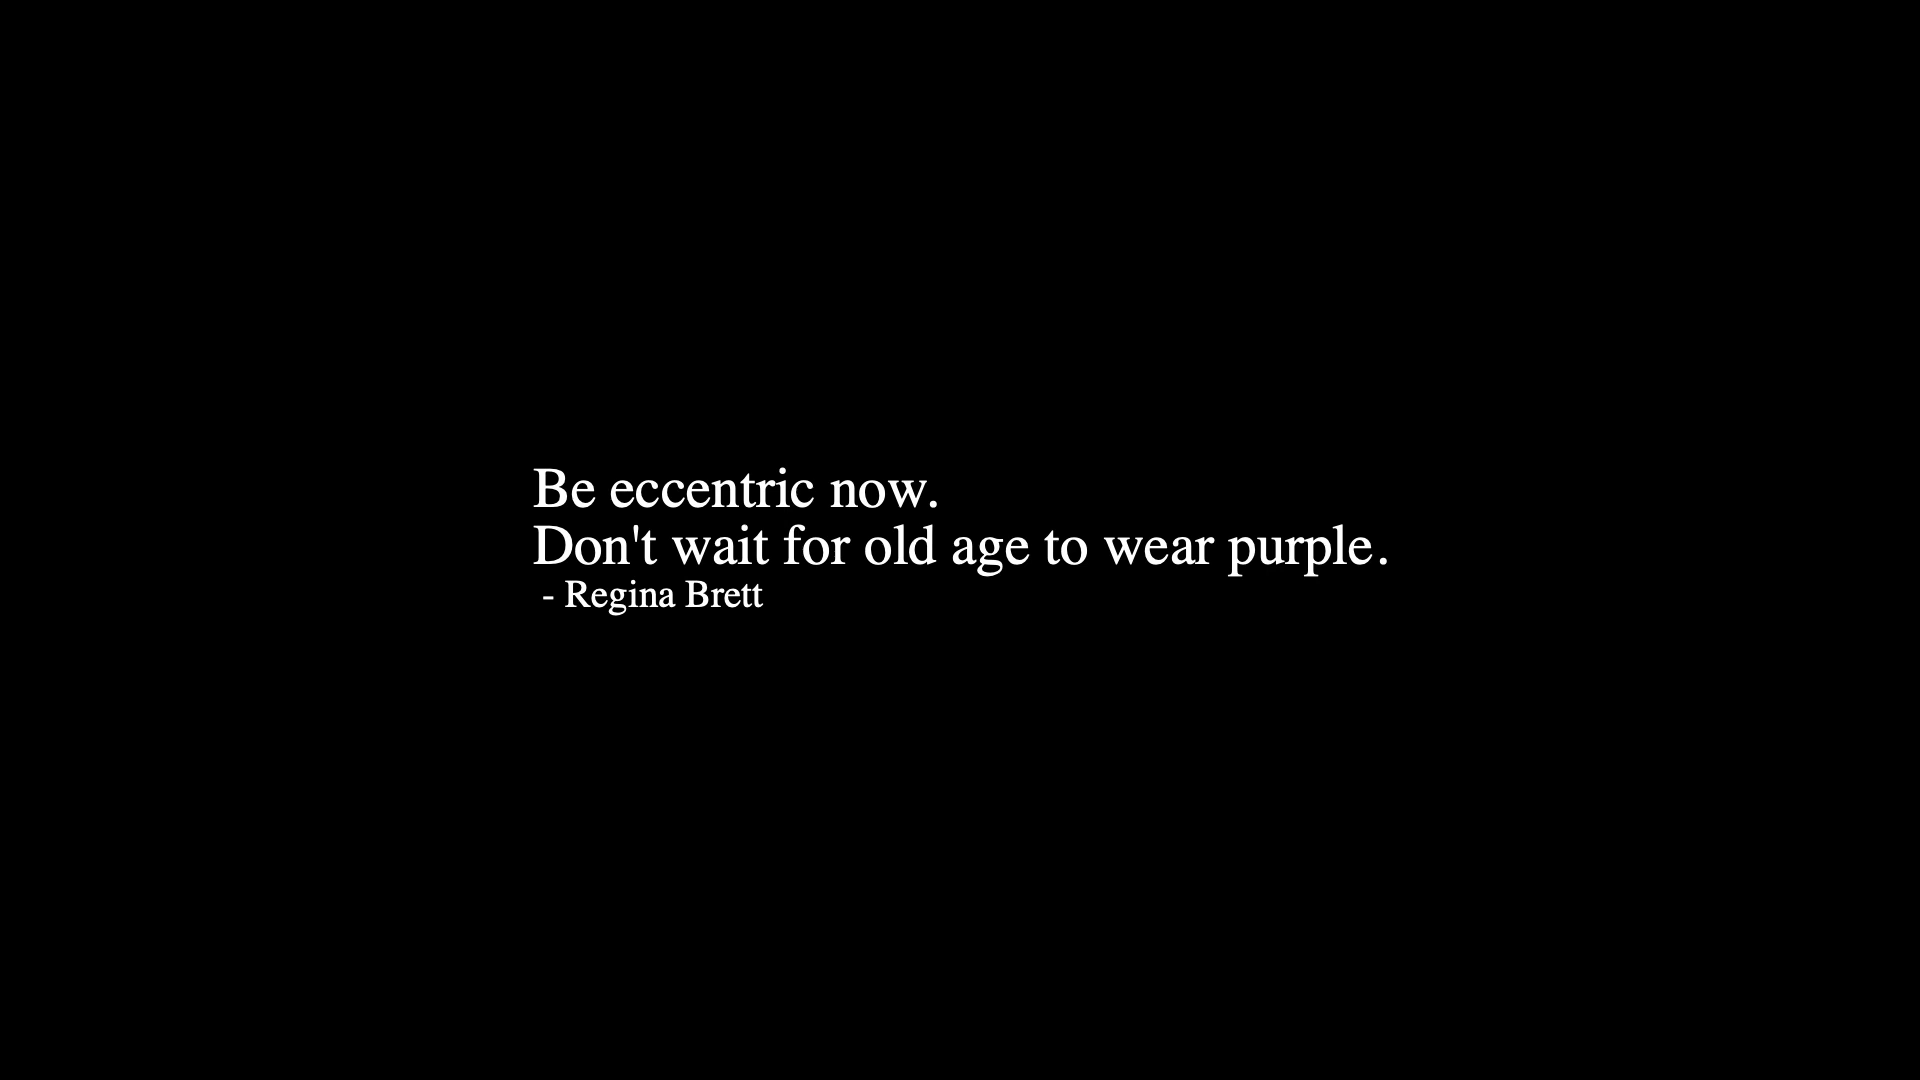 Be eccentric now.
Don't wait for old age to wear purple.
- Regina Brett